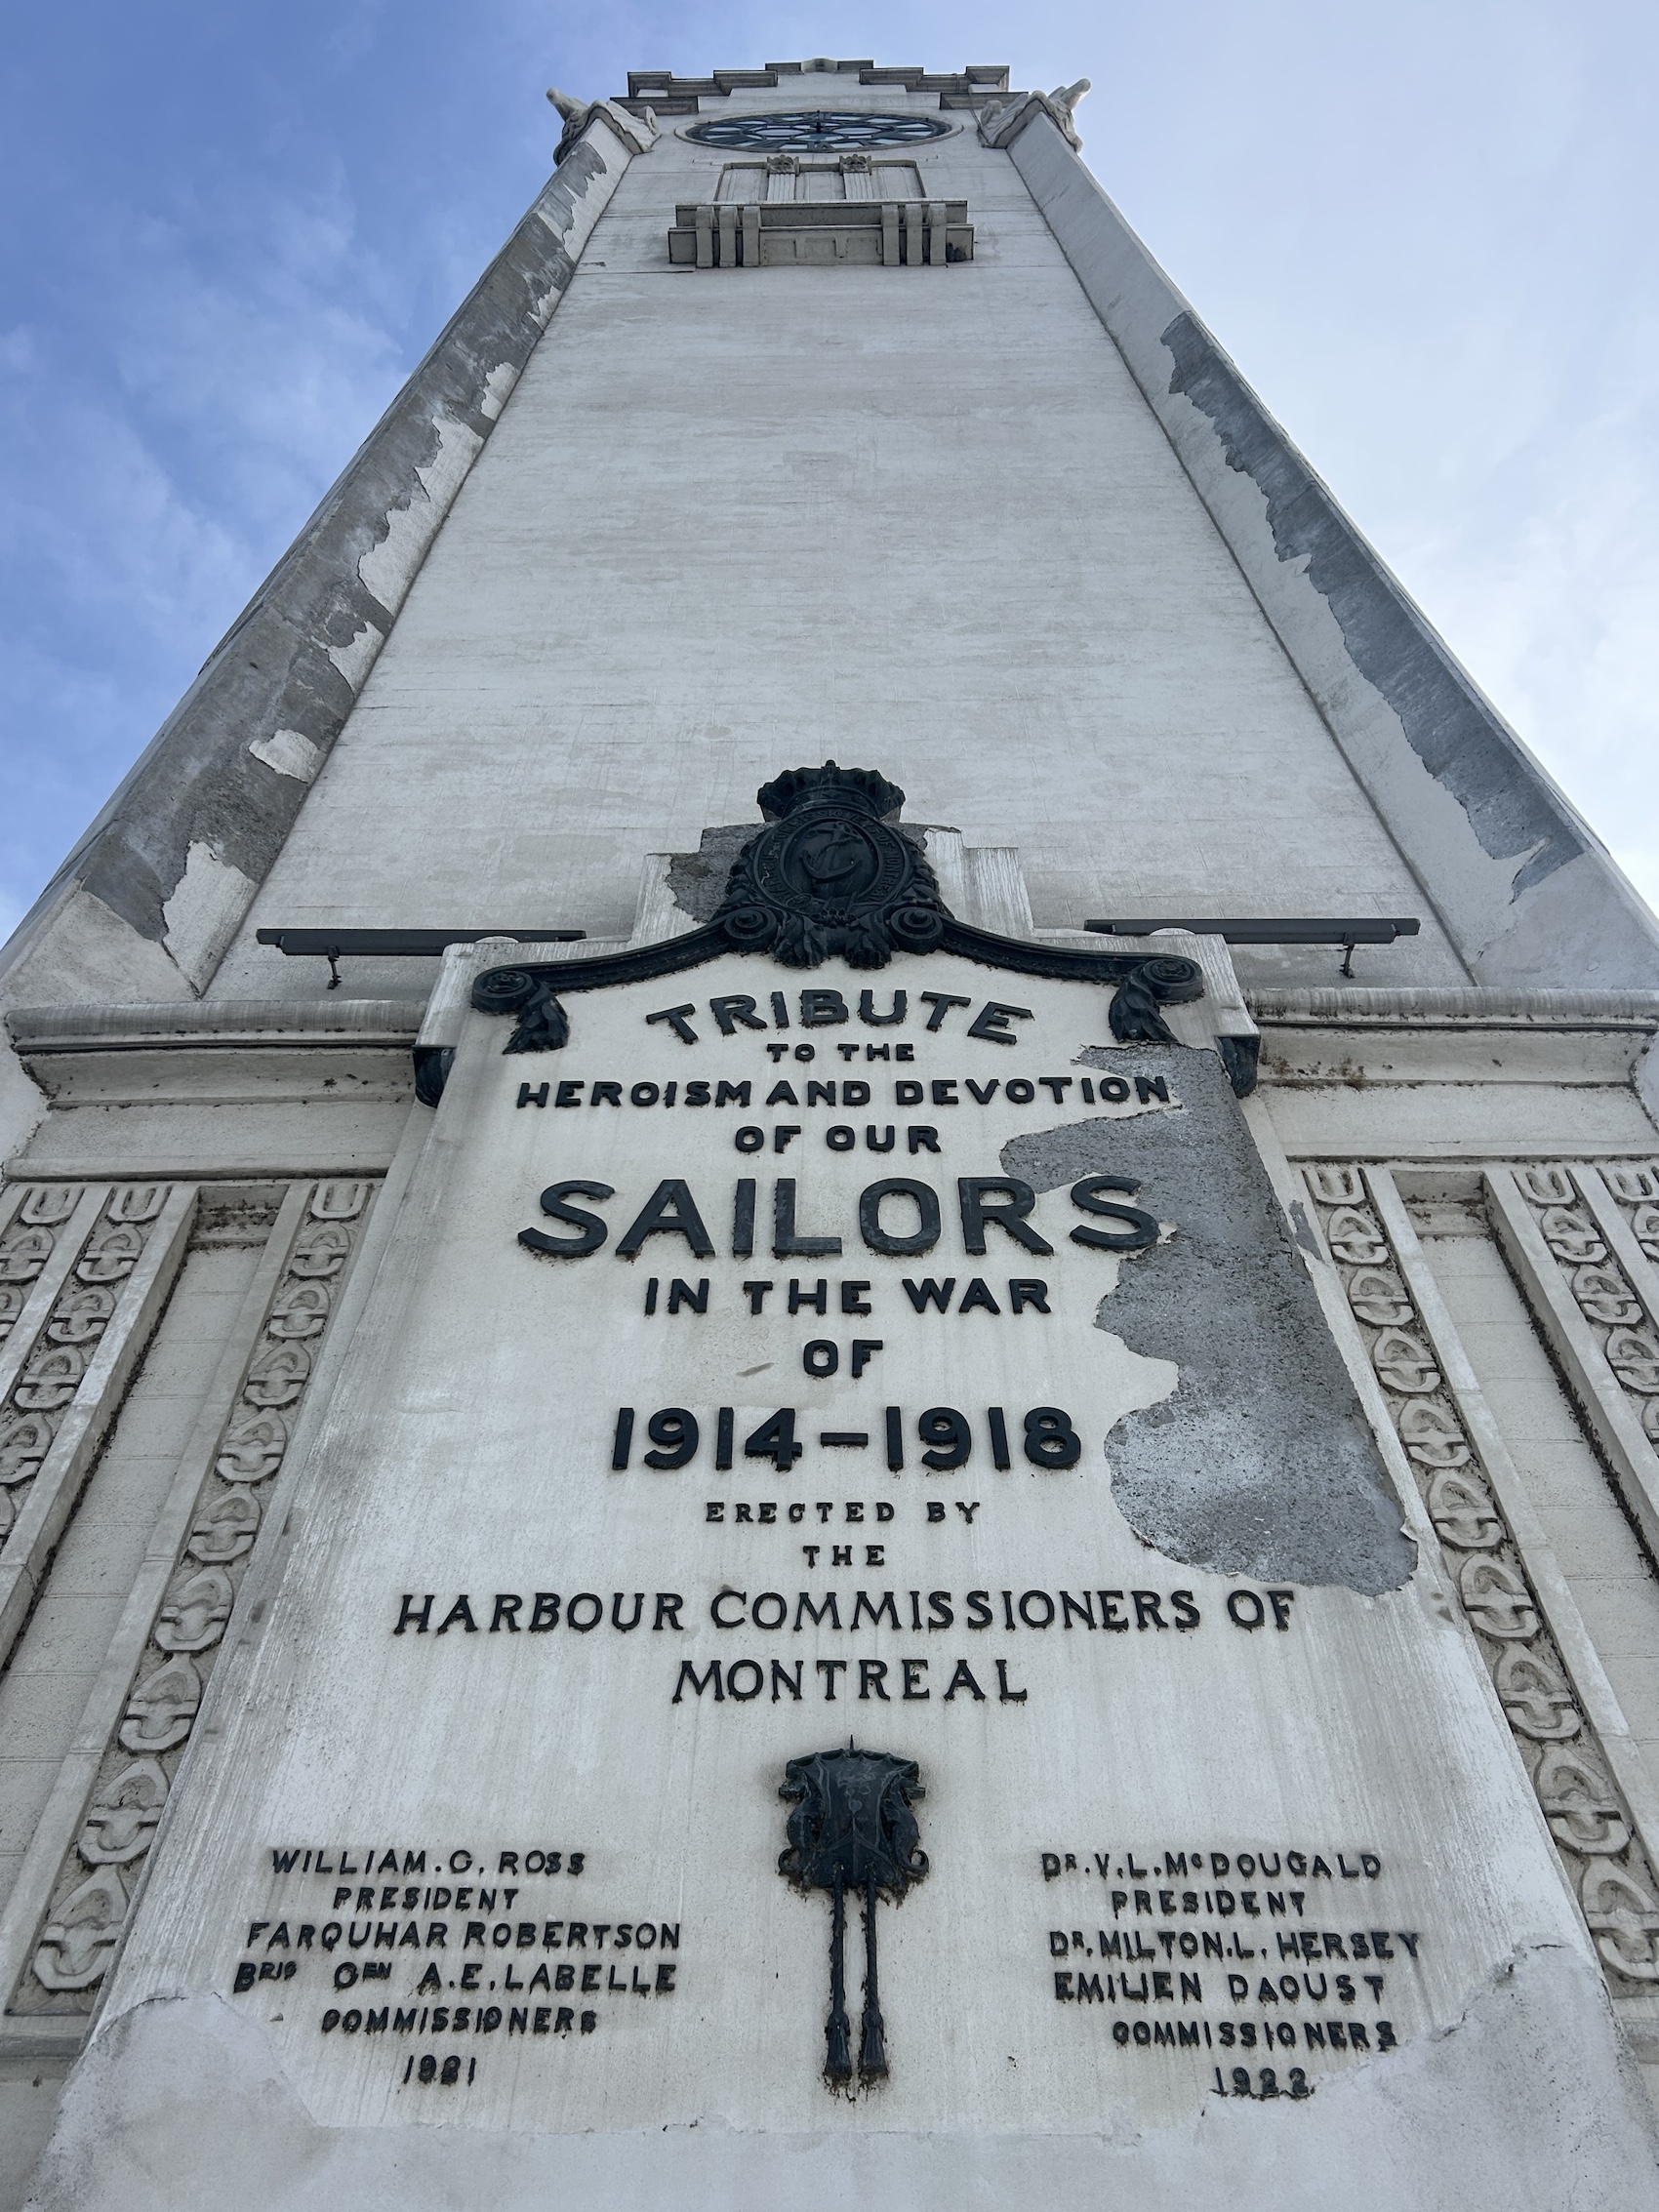 TRIBUTE
TO THE
HEROISM AND DEVOTION
OF OUR
SAILORS
IN THE WAR
OF
1914–1918
ERECTED BY
THE
HARBOUR COMMISSIONERS OF
MONTREAL
WILLIAM.G. ROSS
PRESIDENT
FARQUHAR ROBERTSON
BRIG GEN A.E.LABELLE
COMMISSIONERS
1921
DR.V.L.McDOUGALD
PRESIDENT
DR.MILTON.L.HERSEY
EMILIEN DAOUST
COMMISSIONERS
1922